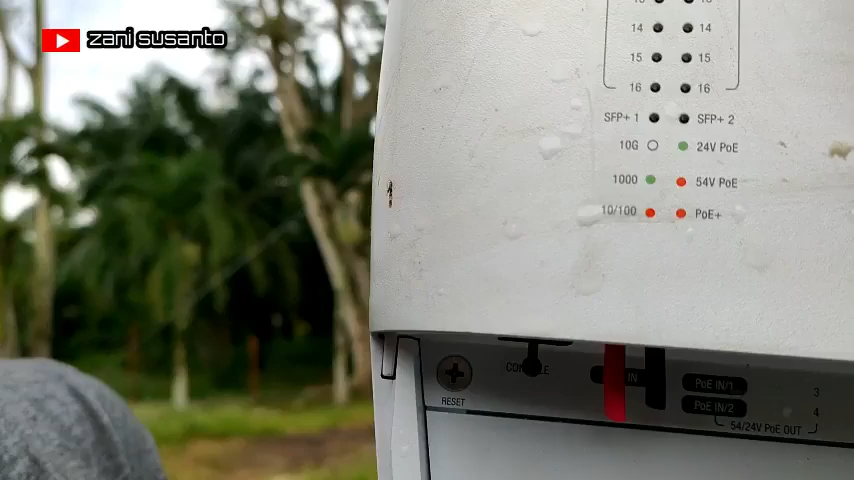 zani susanto
14 14
15 15
16 16
SFP+ 1 SFP+ 2
10G 24V PoE
1000 54V PoE
10/100 PoE+
RESET
IN
PoE IN/1
PoE IN/2
3
4
54/24V PoE OUT